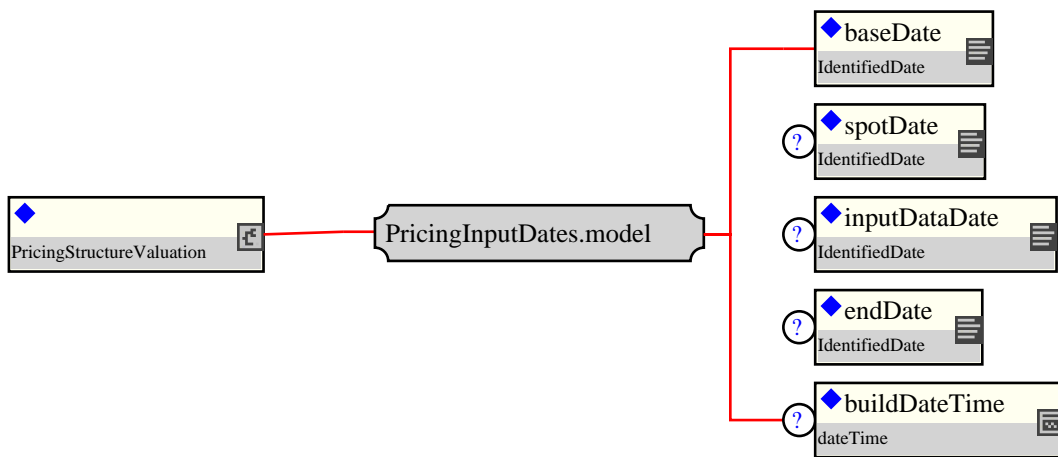 PricingStructureValuation
PricingInputDates.model
baseDate
IdentifiedDate
?
spotDate
IdentifiedDate
?
inputDataDate
IdentifiedDate
?
endDate
IdentifiedDate
?
buildDateTime
dateTime